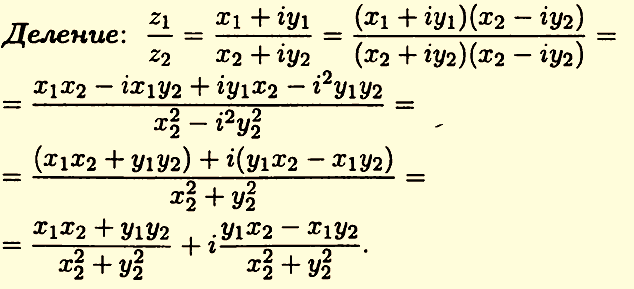 Деление: $\frac{z_1}{z_2} = \frac{x_1 + iy_1}{x_2 + iy_2} = \frac{(x_1 + iy_1)(x_2 - iy_2)}{(x_2 + iy_2)(x_2 - iy_2)} =$
$= \frac{x_1x_2 - ix_1y_2 + iy_1x_2 - i^2y_1y_2}{x_2^2 - i^2y_2^2} =$
$= \frac{(x_1x_2 + y_1y_2) + i(y_1x_2 - x_1y_2)}{x_2^2 + y_2^2} =$
$= \frac{x_1x_2 + y_1y_2}{x_2^2 + y_2^2} + i\frac{y_1x_2 - x_1y_2}{x_2^2 + y_2^2}.$